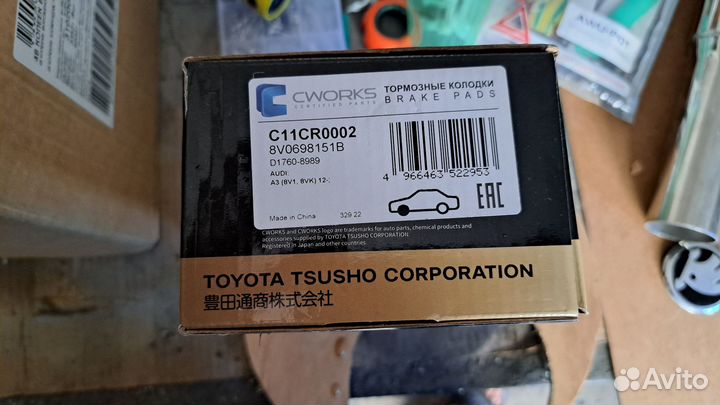 CWORKS
CERTIFIED PARTS
ТОРМОЗНЫЕ КОЛОДКИ
BRAKE PADS
C11CR0002
8V0698151B
D1760-8989
AUDI:
A3 (8V1, 8VK) 12-;
4 966463 522953
EAC
Made in China 329 22
CWORKS and CWORKS logo are trademarks for auto parts, chemical products and
accessories supplied by TOYOTA TSUSHO CORPORATION.
Registered in Japan and other countries.
TOYOTA TSUSHO CORPORATION
豊田通商株式会社
Avito